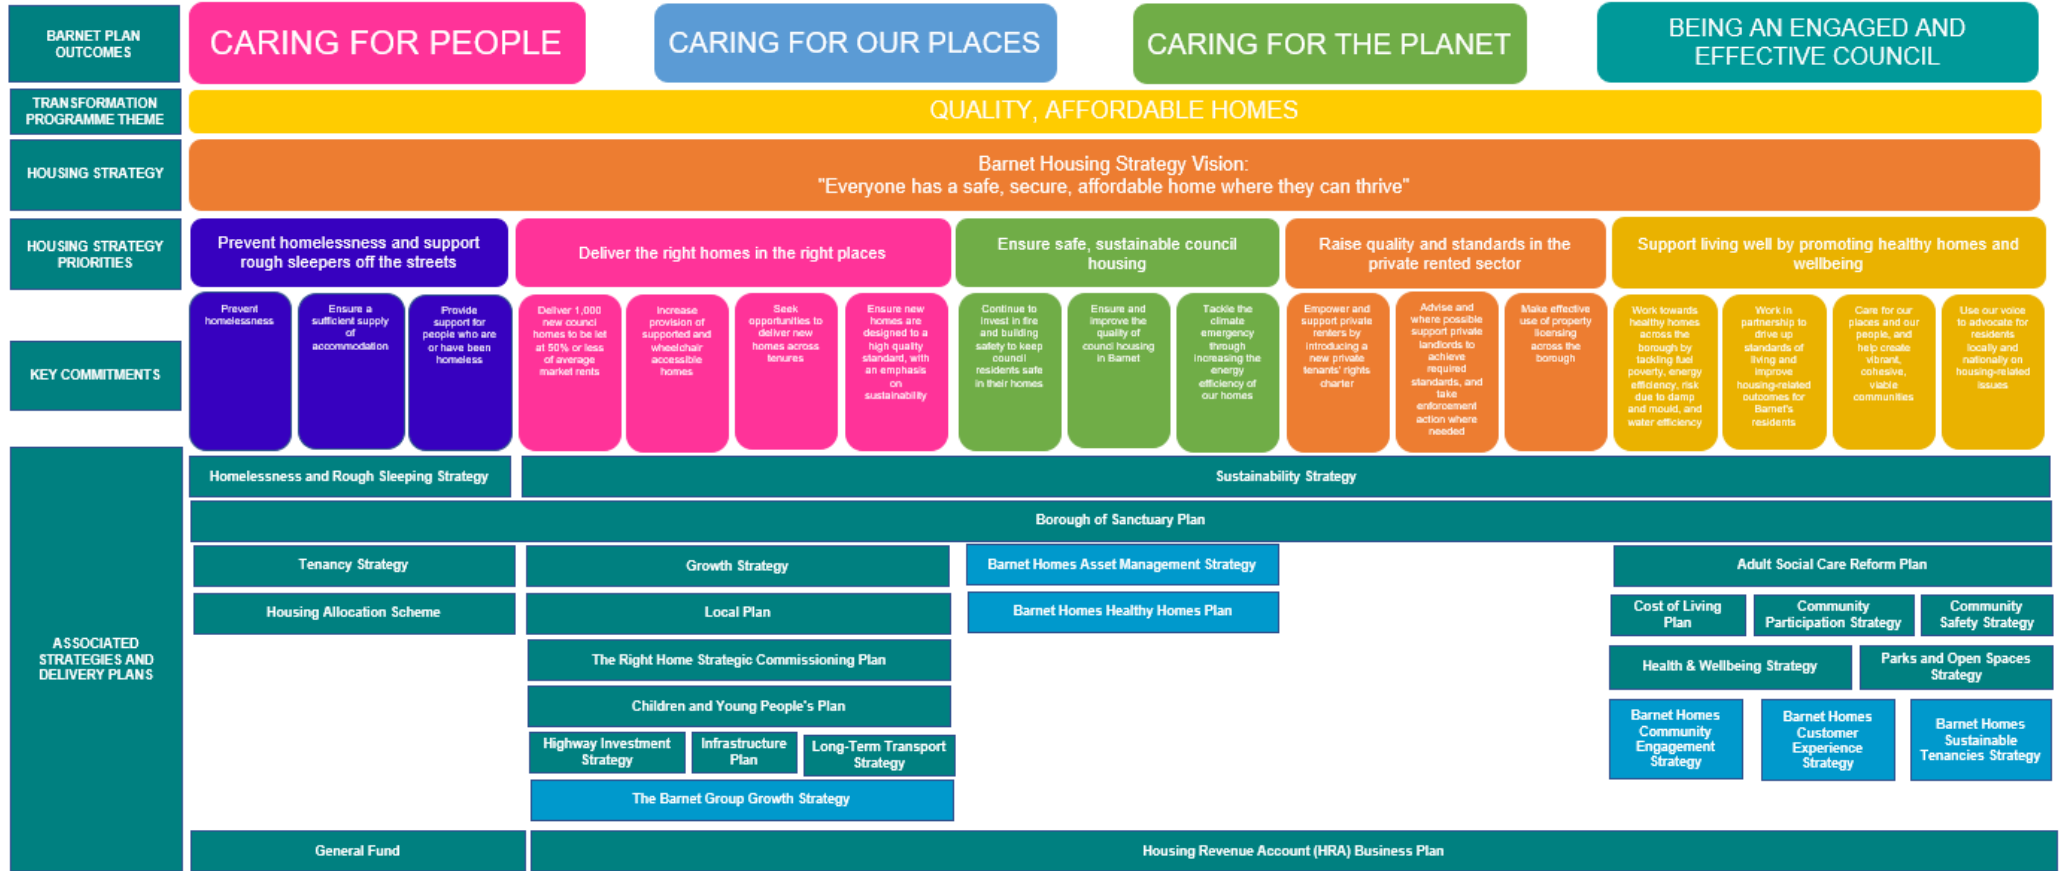 BARNET PLAN
OUTCOMES
CARING FOR PEOPLE
CARING FOR OUR PLACES
CARING FOR THE PLANET
BEING AN ENGAGED AND
EFFECTIVE COUNCIL
TRANSFORMATION
PROGRAMME THEME
QUALITY, AFFORDABLE HOMES
HOUSING STRATEGY
Barnet Housing Strategy Vision:
"Everyone has a safe, secure, affordable home where they can thrive"
HOUSING STRATEGY
PRIORITIES
Prevent homelessness and support
rough sleepers off the streets
Deliver the right homes in the right places
Ensure safe, sustainable council
housing
Raise quality and standards in the
private rented sector
Support living well by promoting healthy homes and
wellbeing
KEY COMMITMENTS
Prevent
homelessness
Ensure a
sufficient supply
of
accommodation
Provide
support for
people who are
or have been
homeless
Deliver 1,000
new council
homes to be let
at 50% or less
of average
market rents
Increase
provision of
supported and
wheelchair
accessible
homes
Seek
opportunities to
deliver new
homes across
tenures
Ensure new
homes are
designed to a
high quality
standard, with
an emphasis
on
sustainability
Continue to
invest in fire
and building
safety to keep
council
residents safe
in their homes
Ensure and
improve the
quality of
council housing
in Barnet
Tackle the
climate
emergency
through
increasing the
energy
efficiency of
our homes
Empower and
support private
renters by
introducing a
new private
tenants' rights
charter
Advise and
where possible
support private
landlords to
achieve
required
standards, and
take
enforcement
action where
needed
Make effective
use of property
licensing
across the
borough
Work towards
healthy homes
across the
borough by
tackling fuel
poverty, energy
efficiency, risk
due to damp
and mould, and
water efficiency
Work in
partnership to
drive up
standards of
living and
improve
housing-related
outcomes for
Barnet's
residents
Care for our
places and our
people, and
help create
vibrant,
cohesive,
viable
communities
Use our voice
to advocate for
residents
locally and
nationally on
housing-related
issues
ASSOCIATED
STRATEGIES AND
DELIVERY PLANS
Homelessness and Rough Sleeping Strategy
Sustainability Strategy
Borough of Sanctuary Plan
Tenancy Strategy
Growth Strategy
Barnet Homes Asset Management Strategy
Adult Social Care Reform Plan
Housing Allocation Scheme
Local Plan
Barnet Homes Healthy Homes Plan
Cost of Living
Plan
Community
Participation Strategy
Community
Safety Strategy
The Right Home Strategic Commissioning Plan
Health & Wellbeing Strategy
Parks and Open Spaces
Strategy
Children and Young People's Plan
Highway Investment
Strategy
Infrastructure
Plan
Long-Term Transport
Strategy
Barnet Homes
Community
Engagement
Strategy
Barnet Homes
Customer
Experience
Strategy
Barnet Homes
Sustainable
Tenancies Strategy
The Barnet Group Growth Strategy
General Fund
Housing Revenue Account (HRA) Business Plan